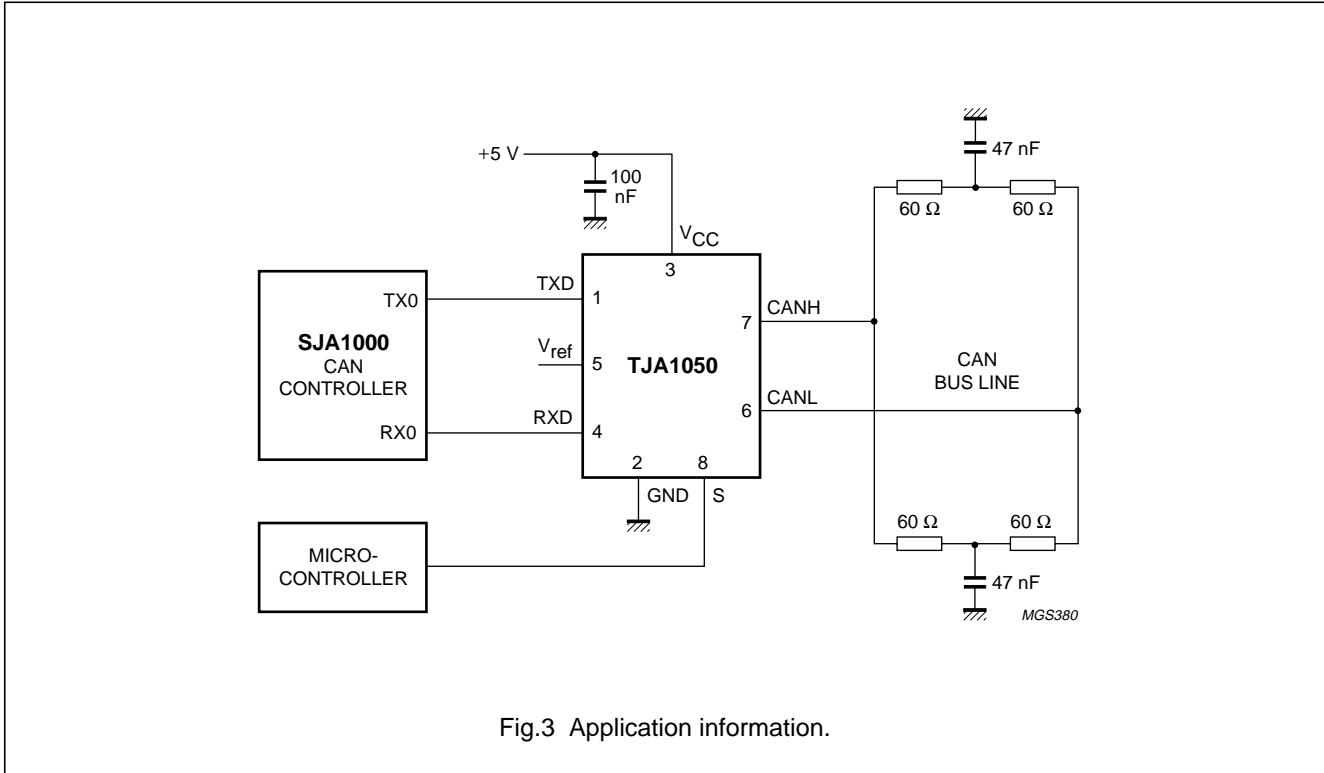 +5 V
100
nF
47 nF
60 Ω
60 Ω
VCC
3
TX0
TXD
1
SJA1000
CAN
CONTROLLER
Vref
5
TJA1050
7
CANH
CAN
BUS LINE
6
CANL
RX0
RXD
4
2
8
GND
S
MICRO-
CONTROLLER
60 Ω
60 Ω
47 nF
MGS380
Fig.3 Application information.